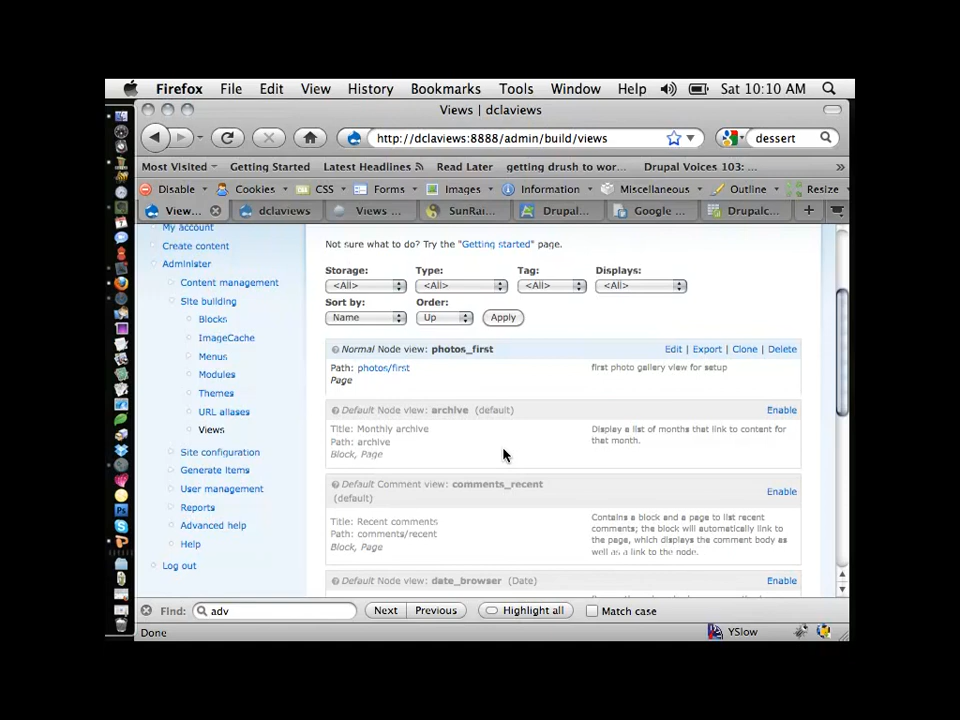 Firefox File Edit View History Bookmarks Tools Window Help Sat 10:10 AM
Views | dclaviews
http://dclaviews:8888/admin/build/views dessert
Most Visited Getting Started Latest Headlines Read Later getting drush to wor... Drupal Voices 103: ... »
Disable Cookies CSS Forms Images Information Miscellaneous Outline Resize
View... dclaviews Views ... SunRai... Drupal... Google ... Drupalc... +
My account
Create content
Administer
Content management
Site building
Blocks
ImageCache
Menus
Modules
Themes
URL aliases
Views
Site configuration
Generate items
User management
Reports
Advanced help
Help
Log out
Not sure what to do? Try the "Getting started" page.
Storage: Type: Tag: Displays:
<All> <All> <All> <All>
Sort by: Order:
Name Up Apply
Normal Node view: photos_first Edit | Export | Clone | Delete
Path: photos/first first photo gallery view for setup
Page
Default Node view: archive (default) Enable
Title: Monthly archive Display a list of months that link to content for
Path: archive that month.
Block, Page
Default Comment view: comments_recent Enable
(default)
Title: Recent comments Contains a block and a page to list recent
Path: comments/recent comments; the block will automatically link to
Block, Page the page, which displays the comment body as
well as a link to the node.
Default Node view: date_browser (Date) Enable
Find: adv Next Previous Highlight all Match case
Done YSlow